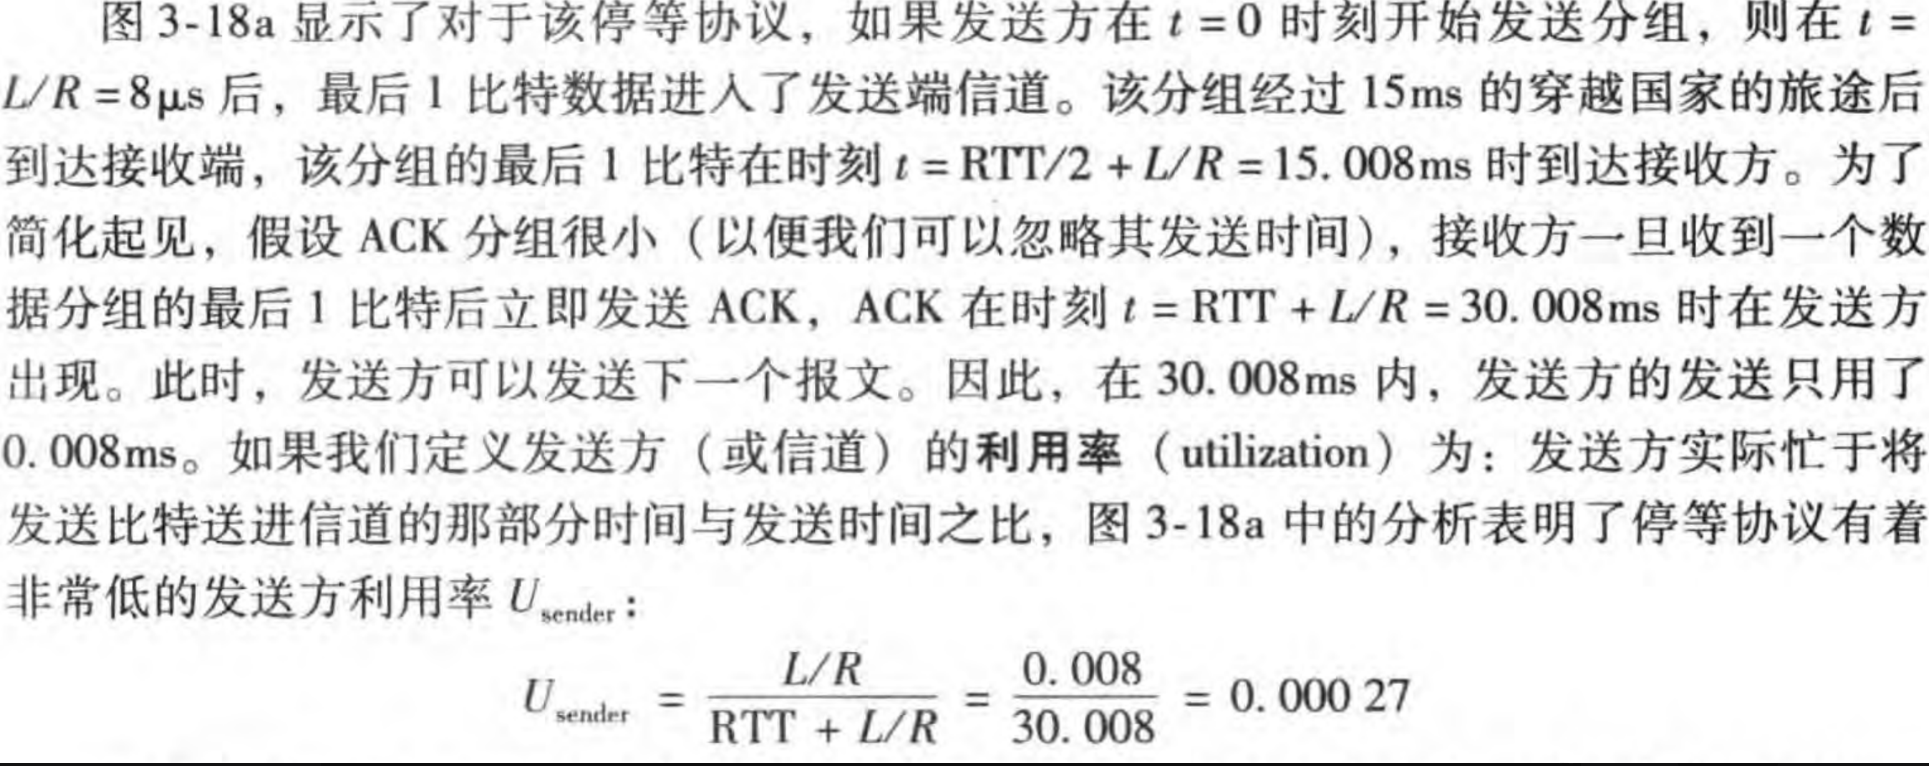 图 3-18a 显示了对于该停等协议，如果发送方在 t = 0 时刻开始发送分组，则在 t =
L/R = 8μs 后，最后 1 比特数据进入了发送端信道。该分组经过 15ms 的穿越国家的旅途后
到达接收端，该分组的最后 1 比特在时刻 t = RTT/2 + L/R = 15. 008ms 时到达接收方。为了
简化起见，假设 ACK 分组很小（以便我们可以忽略其发送时间），接收方一旦收到一个数
据分组的最后 1 比特后立即发送 ACK，ACK 在时刻 t = RTT + L/R = 30. 008ms 时在发送方
出现。此时，发送方可以发送下一个报文。因此，在 30. 008ms 内，发送方的发送只用了
0. 008ms。如果我们定义发送方（或信道）的利用率（utilization）为：发送方实际忙于将
发送比特送进信道的那部分时间与发送时间之比，图 3-18a 中的分析表明了停等协议有着
非常低的发送方利用率 U_sender：
U_sender = (L/R)/(RTT + L/R) = 0. 008/30. 008 = 0. 000 27